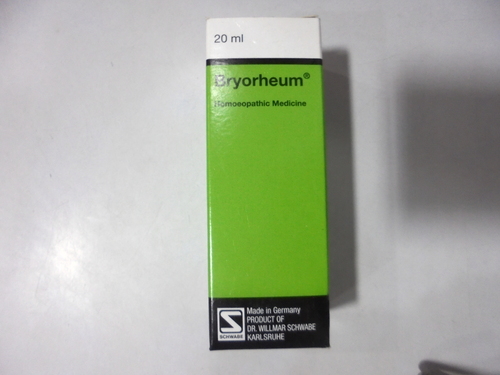 20 ml
Bryorheum®
Homoeopathic Medicine
S
SCHWABE
Made in Germany
PRODUCT OF
DR. WILLMAR SCHWABE
KARLSRUHE